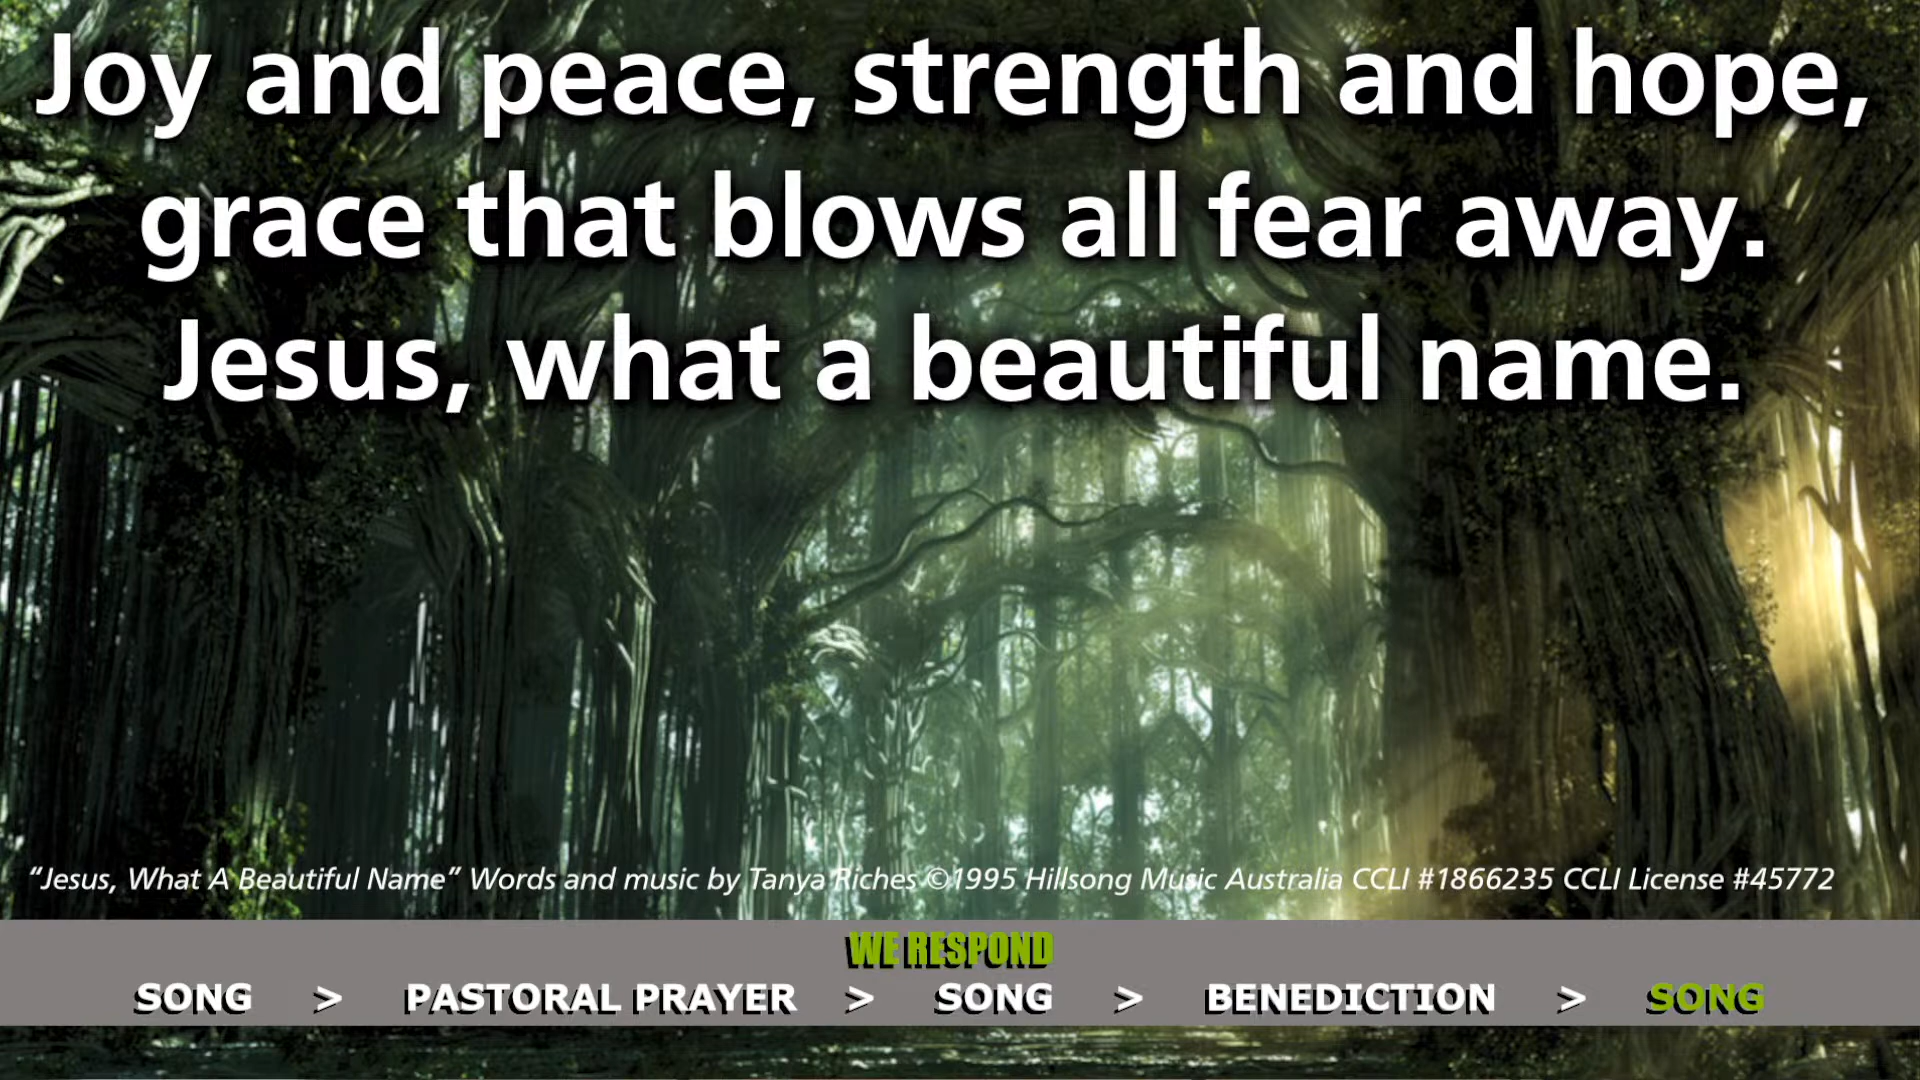 Joy and peace, strength and hope,
grace that blows all fear away.
Jesus, what a beautiful name.
“Jesus, What A Beautiful Name” Words and music by Tanya Riches ©1995 Hillsong Music Australia CCLI #1866235 CCLI License #45772
WE RESPOND
SONG > PASTORAL PRAYER > SONG > BENEDICTION > SONG